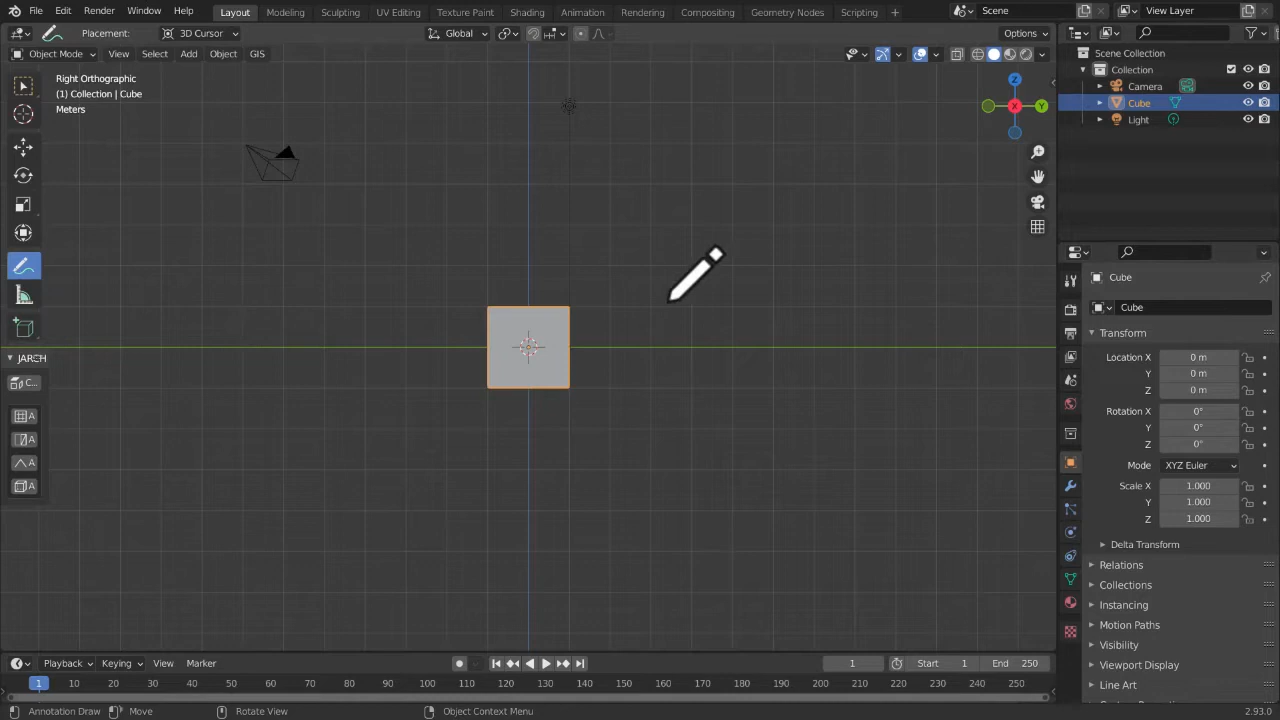 File Edit Render Window Help Layout Modeling Sculpting UV Editing Texture Paint Shading Animation Rendering Compositing Geometry Nodes Scripting + Scene View Layer
Placement: 3D Cursor Global Options
Object Mode View Select Add Object GIS
Right Orthographic
(1) Collection | Cube
Meters
Z
X
Y
JARCH
C...
A
A
A
A
Scene Collection
Collection
Camera
Cube
Light
Cube
Cube
Transform
Location X 0 m
Y 0 m
Z 0 m
Rotation X 0°
Y 0°
Z 0°
Mode XYZ Euler
Scale X 1.000
Y 1.000
Z 1.000
Delta Transform
Relations
Collections
Instancing
Motion Paths
Visibility
Viewport Display
Line Art
Playback Keying View Marker 1 Start 1 End 250
1 10 20 30 40 50 60 70 80 90 100 110 120 130 140 150 160 170 180 190 200 210 220 230 240 250
Annotation Draw Move Rotate View Object Context Menu 2.93.0